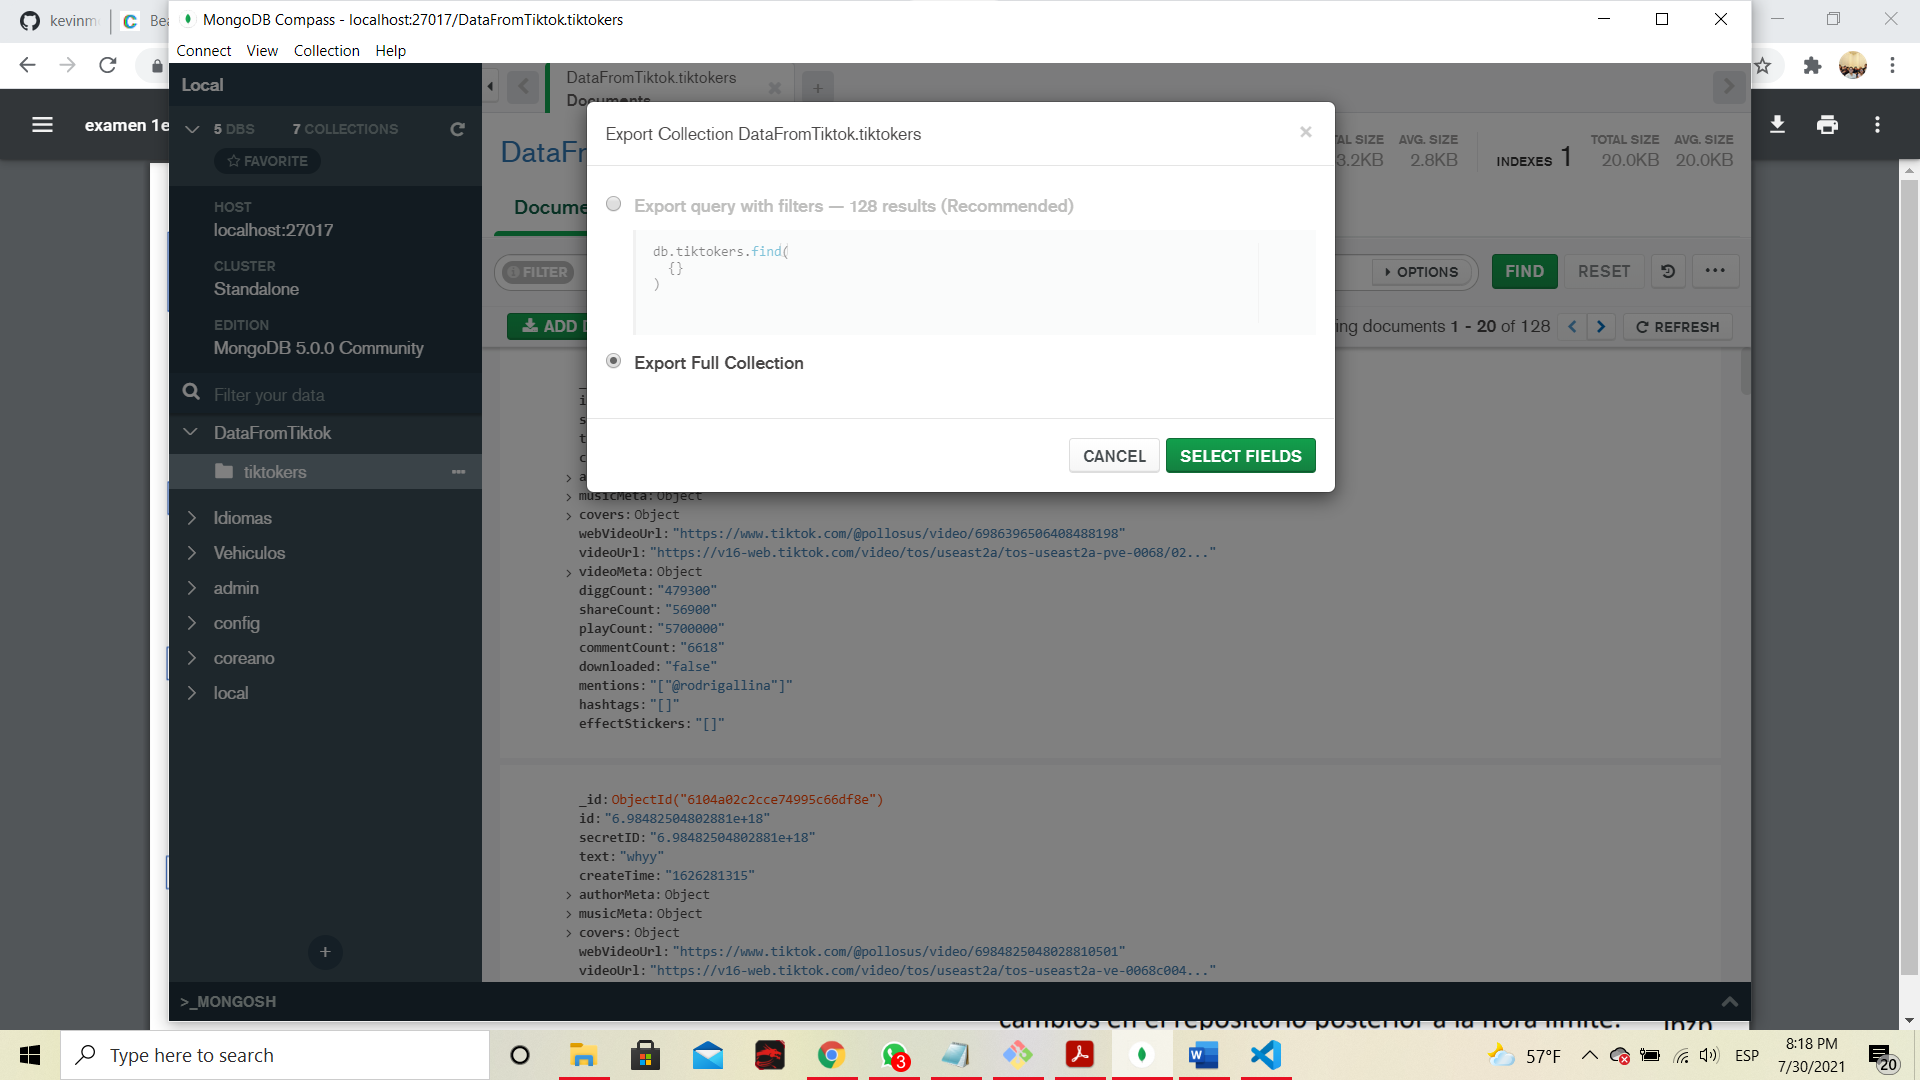 kevinm
Bea
MongoDB Compass - localhost:27017/DataFromTiktok.tiktokers
Connect View Collection Help
Local
DataFromTiktok.tiktokers
Documents
examen 1e
5 DBS 7 COLLECTIONS
FAVORITE
Export Collection DataFromTiktok.tiktokers
AL SIZE AVG. SIZE
3.2KB 2.8KB
INDEXES 1
TOTAL SIZE AVG. SIZE
20.0KB 20.0KB
DataFr
HOST
localhost:27017
CLUSTER
Standalone
EDITION
MongoDB 5.0.0 Community
Docume
Export query with filters — 128 results (Recommended)
db.tiktokers.find(
{}
)
FILTER
OPTIONS
FIND
RESET
ADD D
ing documents 1 - 20 of 128
REFRESH
Export Full Collection
CANCEL
SELECT FIELDS
Filter your data
DataFromTiktok
tiktokers
Idiomas
Vehiculos
admin
config
coreano
local
i
s
t
c
a
musicMeta: Object
covers: Object
webVideoUrl: "https://www.tiktok.com/@pollosus/video/6986396506408488198"
videoUrl: "https://v16-web.tiktok.com/video/tos/useast2a/tos-useast2a-pve-0068/02..."
videoMeta: Object
diggCount: "479300"
shareCount: "56900"
playCount: "5700000"
commentCount: "6618"
downloaded: "false"
mentions: "["@rodrigallina"]"
hashtags: "[]"
effectStickers: "[]"
_id: ObjectId("6104a02c2cce74995c66df8e")
id: "6.98482504802881e+18"
secretID: "6.98482504802881e+18"
text: "whyy"
createTime: "1626281315"
authorMeta: Object
musicMeta: Object
covers: Object
webVideoUrl: "https://www.tiktok.com/@pollosus/video/6984825048028810501"
videoUrl: "https://v16-web.tiktok.com/video/tos/useast2a/tos-useast2a-ve-0068c004..."
>_MONGOSH
cambios en el repositorio posterior a la hora límite.
Type here to search
3
57°F
ESP
8:18 PM
7/30/2021
20